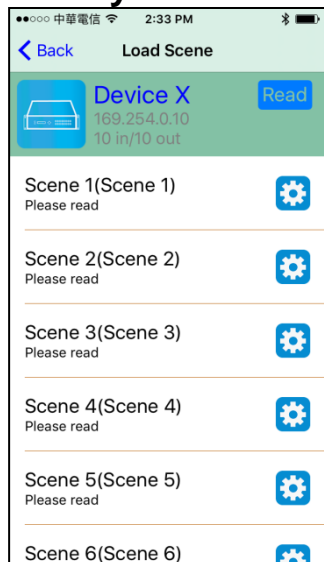 中華電信 2:33 PM
Back Load Scene
Device X Read
169.254.0.10
10 in/10 out
Scene 1(Scene 1)
Please read
Scene 2(Scene 2)
Please read
Scene 3(Scene 3)
Please read
Scene 4(Scene 4)
Please read
Scene 5(Scene 5)
Please read
Scene 6(Scene 6)